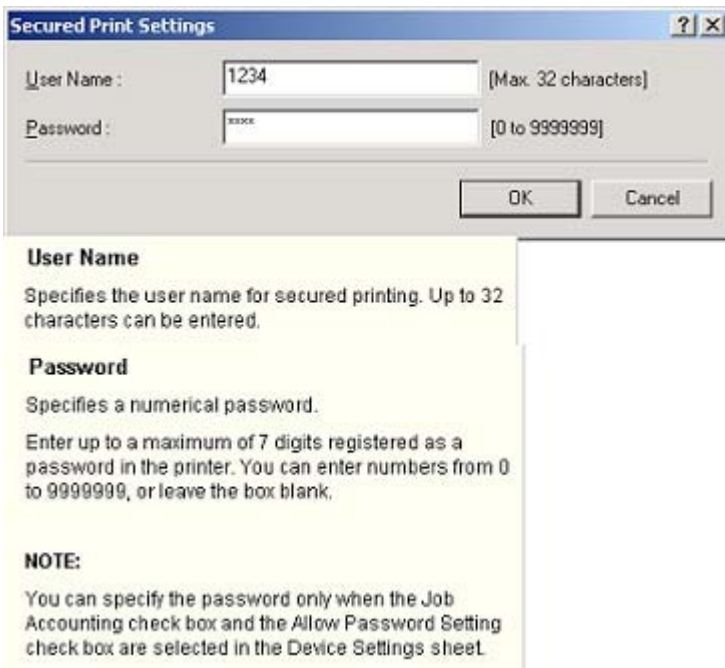 Secured Print Settings
User Name : 1234 [Max. 32 characters]
Password : xxxx [0 to 9999999]
OK Cancel
User Name
Specifies the user name for secured printing. Up to 32
characters can be entered.
Password
Specifies a numerical password.
Enter up to a maximum of 7 digits registered as a
password in the printer. You can enter numbers from 0
to 9999999, or leave the box blank.
NOTE:
You can specify the password only when the Job
Accounting check box and the Allow Password Setting
check box are selected in the Device Settings sheet.